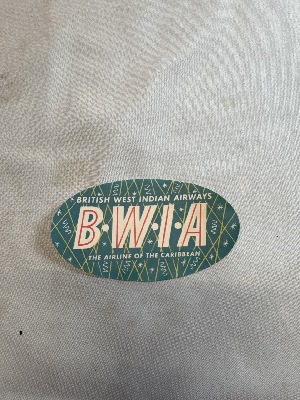 BRITISH WEST INDIAN AIRWAYS
B·W·I·A
THE AIRLINE OF THE CARIBBEAN